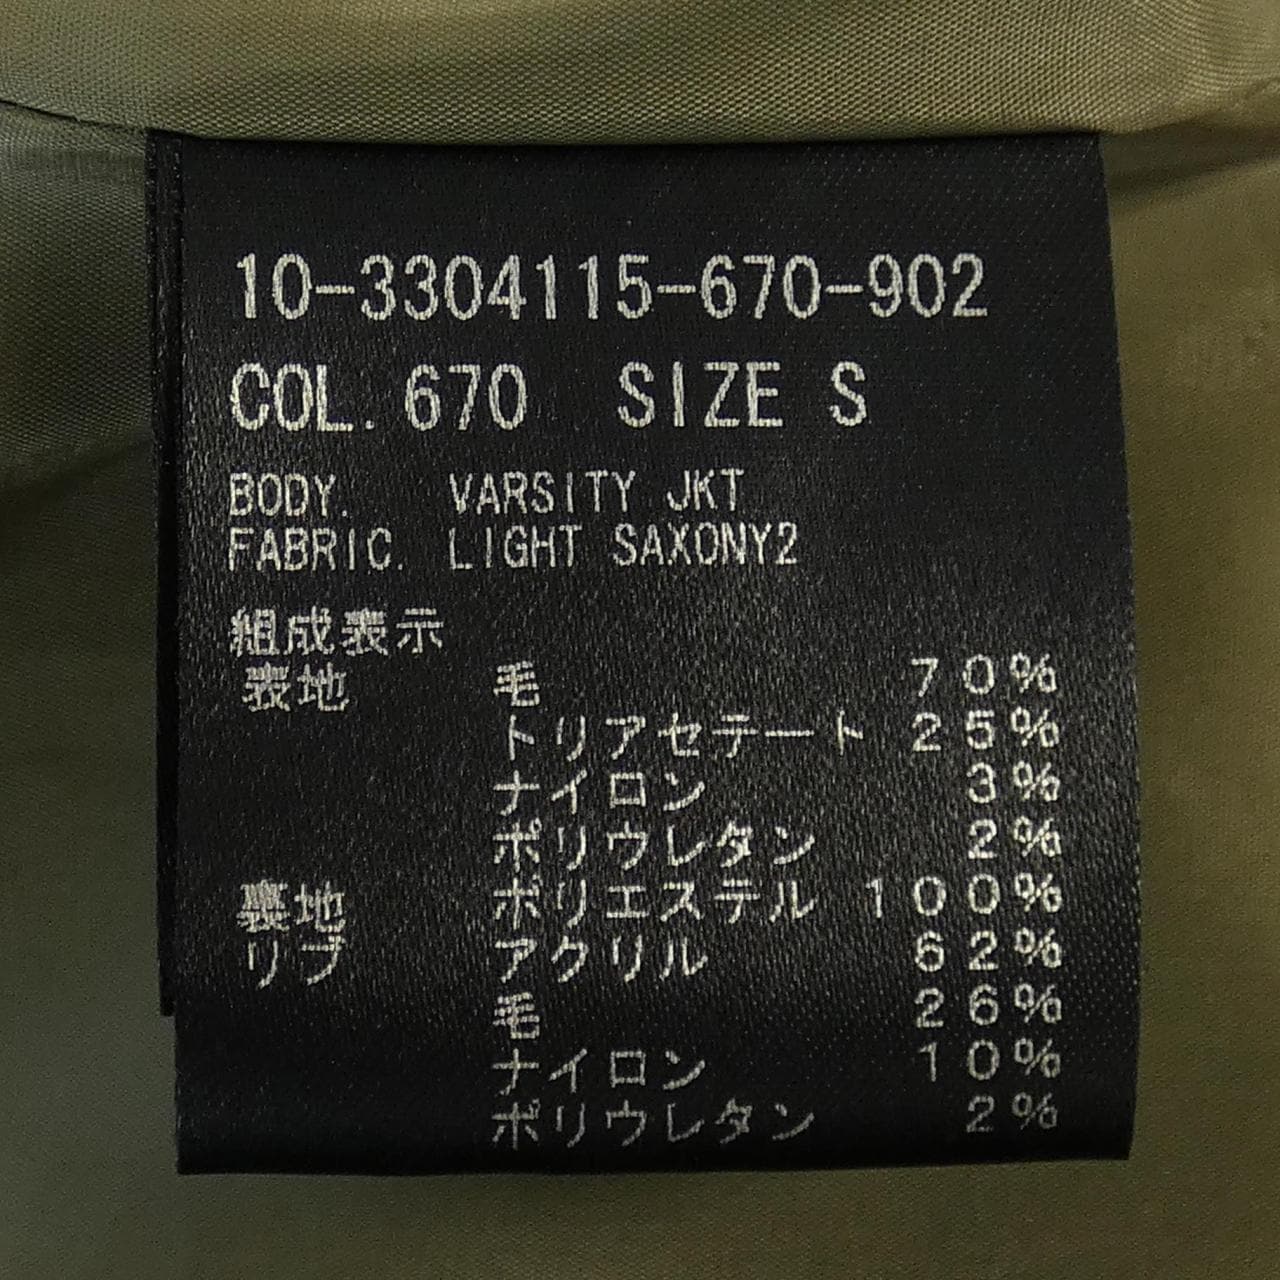 10-3304115-670-902
COL. 670 SIZE S
BODY. VARSITY JKT
FABRIC. LIGHT SAXONY2
組成表示
表地 毛 70%
トリアセテート 25%
ナイロン 3%
ポリウレタン 2%
裏地 ポリエステル 100%
リブ アクリル 62%
毛 26%
ナイロン 10%
ポリウレタン 2%